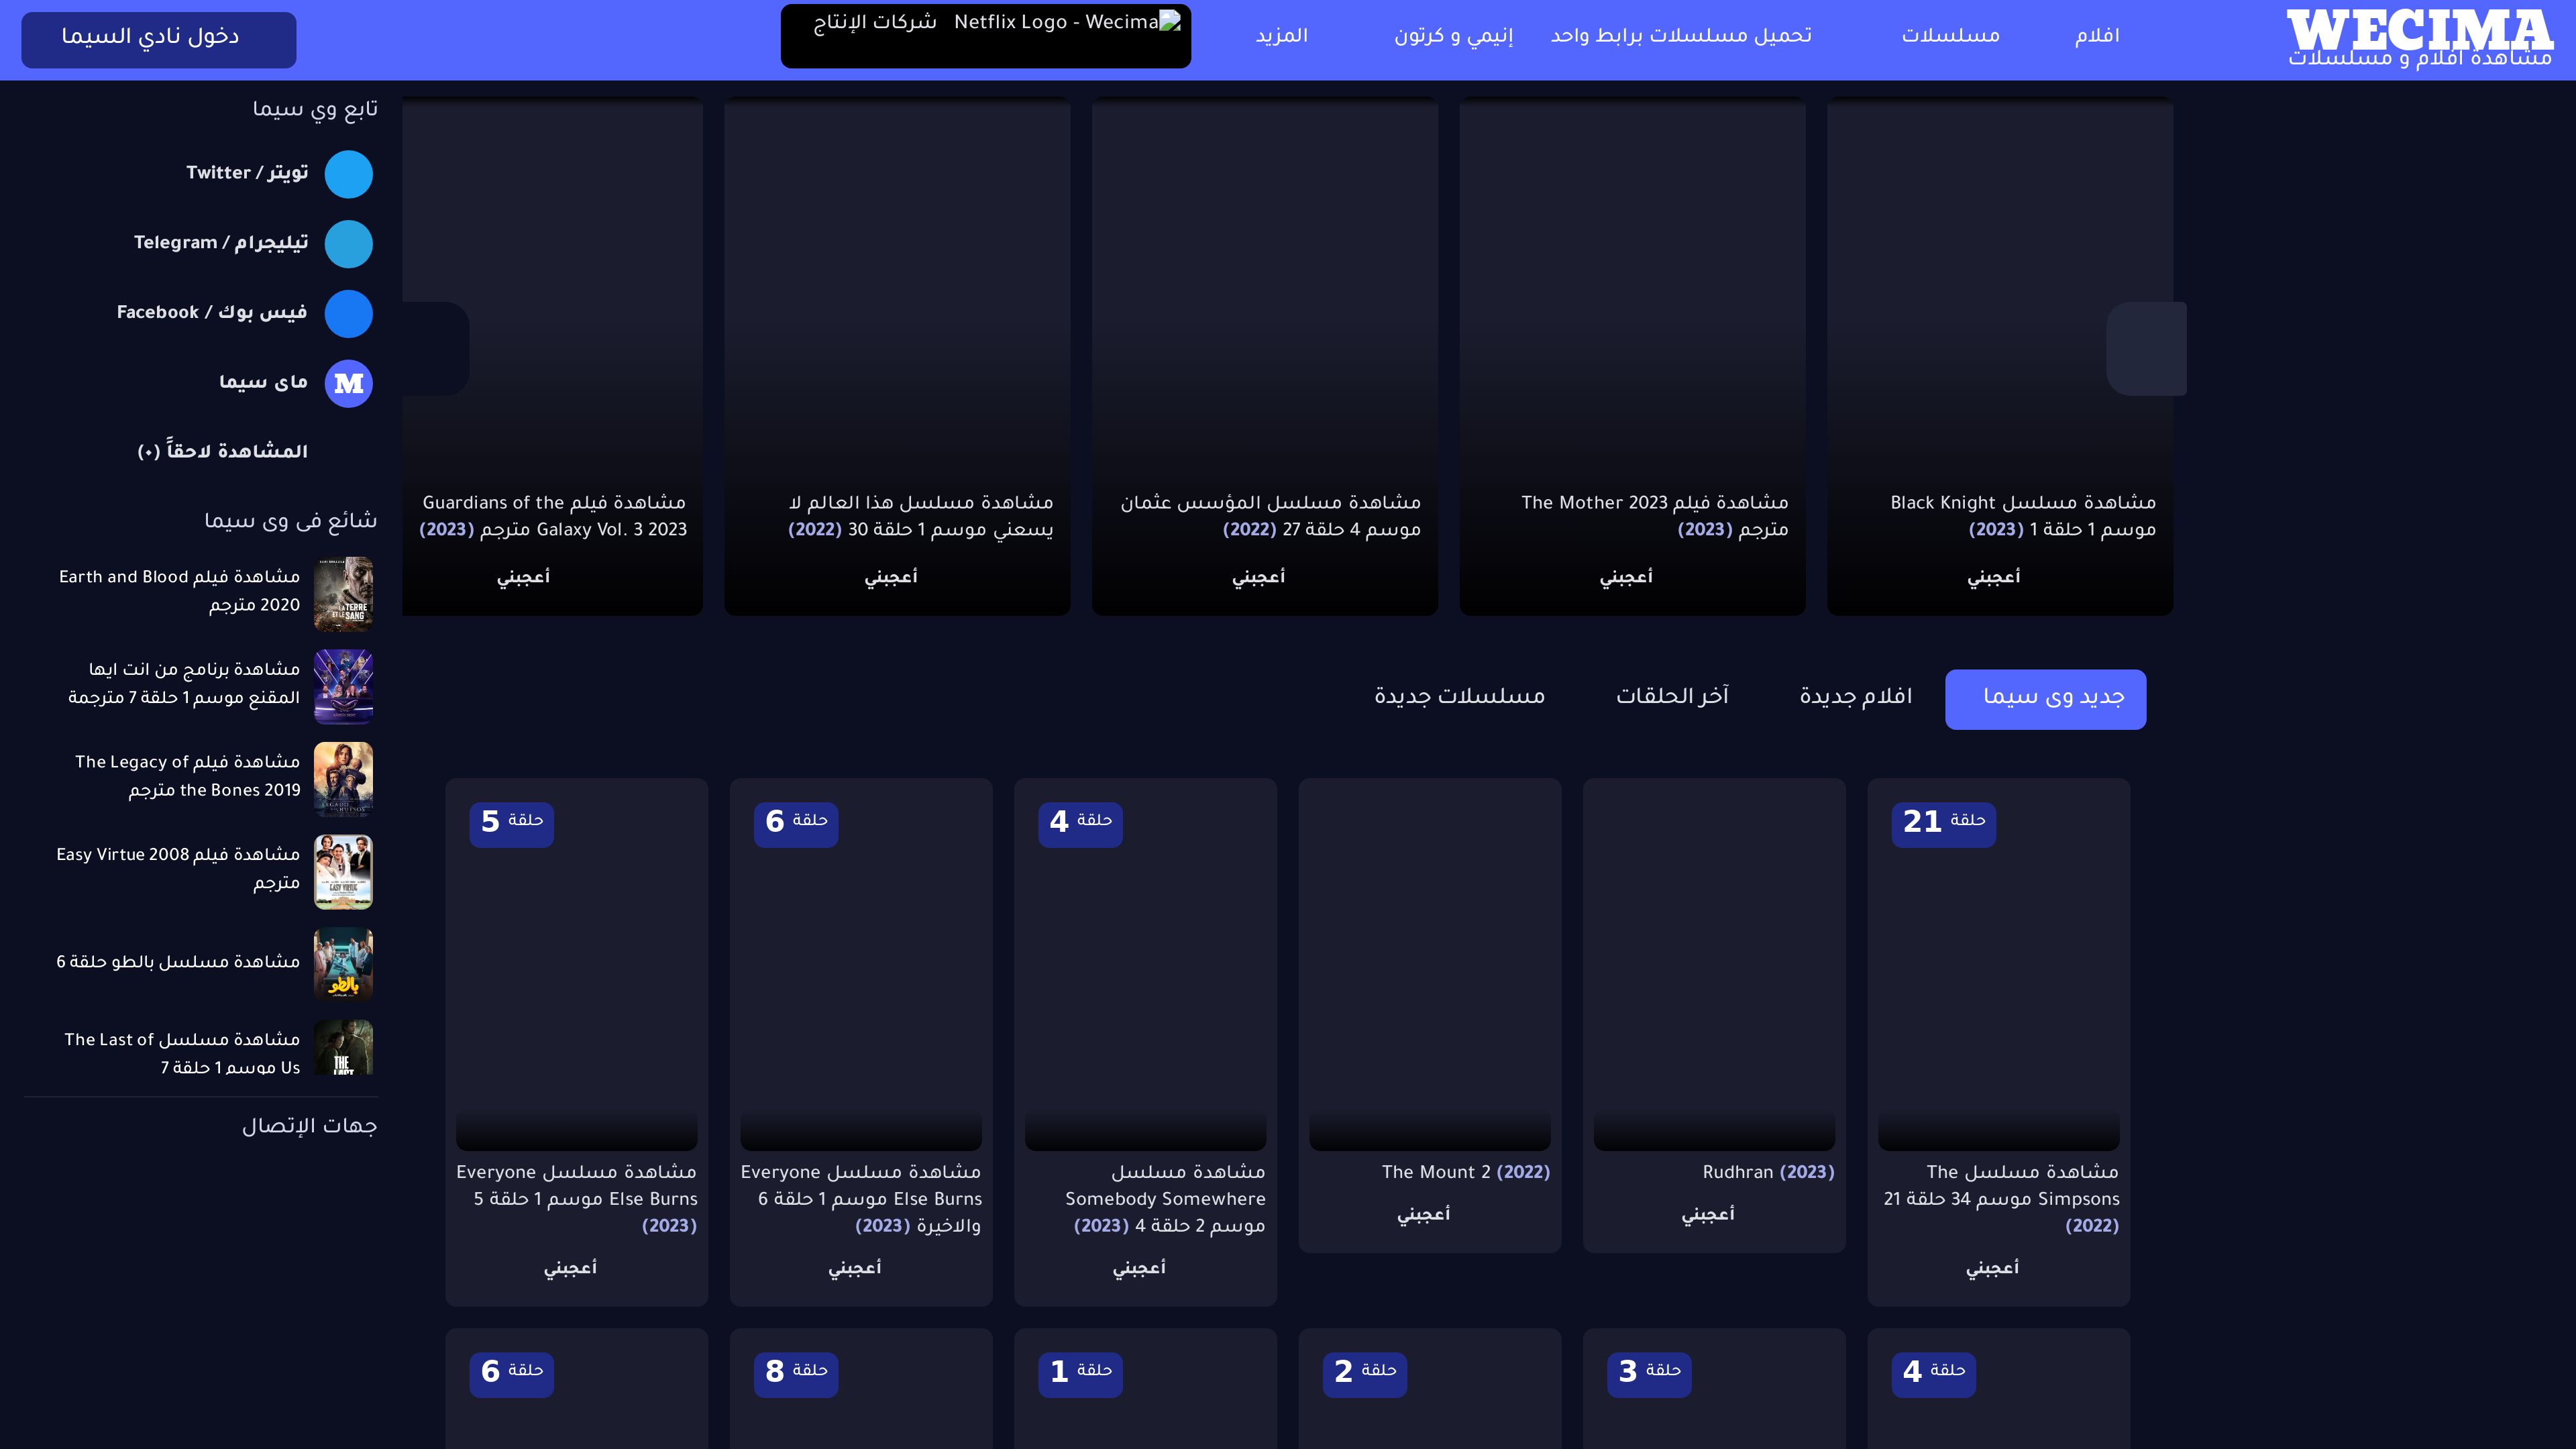 WECIMA
مشاهدة افلام و مسلسلات
افلام
مسلسلات
تحميل مسلسلات برابط واحد
إنيمي و كرتون
المزيد
Netflix Logo - Wecima
شركات الإنتاج
دخول نادي السيما
مشاهدة مسلسل Black Knight
موسم 1 حلقة 1 (2023)
أعجبني
مشاهدة فيلم The Mother 2023
مترجم (2023)
أعجبني
مشاهدة مسلسل المؤسس عثمان
موسم 4 حلقة 27 (2022)
أعجبني
مشاهدة مسلسل هذا العالم لا
يسعني موسم 1 حلقة 30 (2022)
أعجبني
مشاهدة فيلم Guardians of the
Galaxy Vol. 3 2023 مترجم (2023)
أعجبني
تابع وي سيما
تويتر / Twitter
تيليجرام / Telegram
فيس بوك / Facebook
M ماى سيما
المشاهدة لاحقاً (٠)
شائع فى وى سيما
مشاهدة فيلم Earth and Blood
2020 مترجم
مشاهدة برنامج من انت ايها
المقنع موسم 1 حلقة 7 مترجمة
مشاهدة فيلم The Legacy of
the Bones 2019 مترجم
مشاهدة فيلم Easy Virtue 2008
مترجم
مشاهدة مسلسل بالطو حلقة 6
مشاهدة مسلسل The Last of
Us موسم 1 حلقة 7
جهات الإتصال
جديد وى سيما
افلام جديدة
آخر الحلقات
مسلسلات جديدة
حلقة 21
مشاهدة مسلسل The
Simpsons موسم 34 حلقة 21
(2022)
أعجبني
Rudhran (2023)
أعجبني
The Mount 2 (2022)
أعجبني
حلقة 4
مشاهدة مسلسل
Somebody Somewhere
موسم 2 حلقة 4 (2023)
أعجبني
حلقة 6
مشاهدة مسلسل Everyone
Else Burns موسم 1 حلقة 6
والاخيرة (2023)
أعجبني
حلقة 5
مشاهدة مسلسل Everyone
Else Burns موسم 1 حلقة 5
(2023)
أعجبني
حلقة 4
حلقة 3
حلقة 2
حلقة 1
حلقة 8
حلقة 6